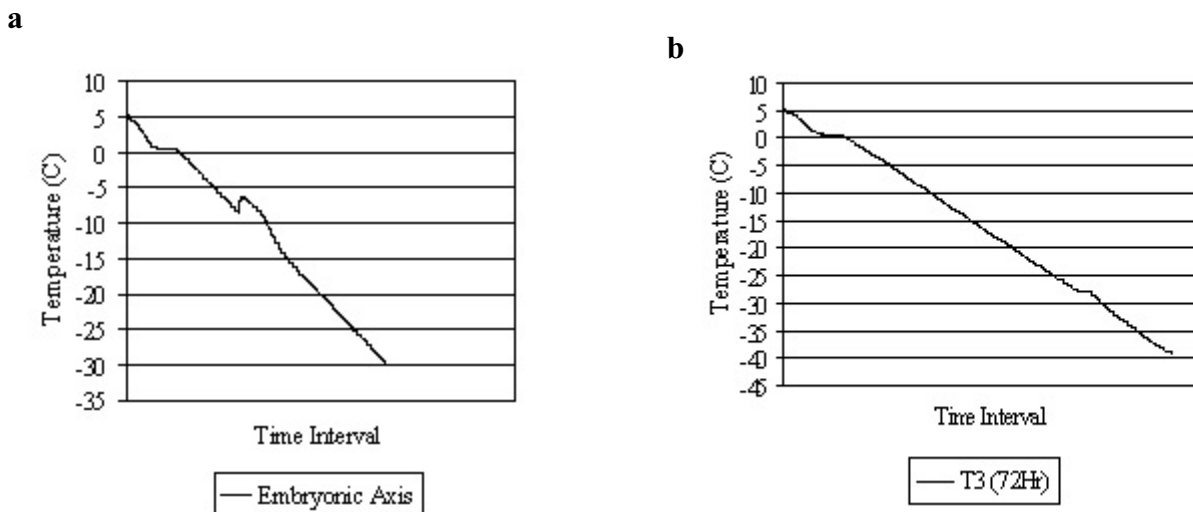 a
10
5
0
-5
-10
-15
-20
-25
-30
-35
Temperature (C)
Time Interval
Embryonic Axis
b
10
5
0
-5
-10
-15
-20
-25
-30
-35
-40
-45
Temperature (C)
Time Interval
T3 (72Hr)